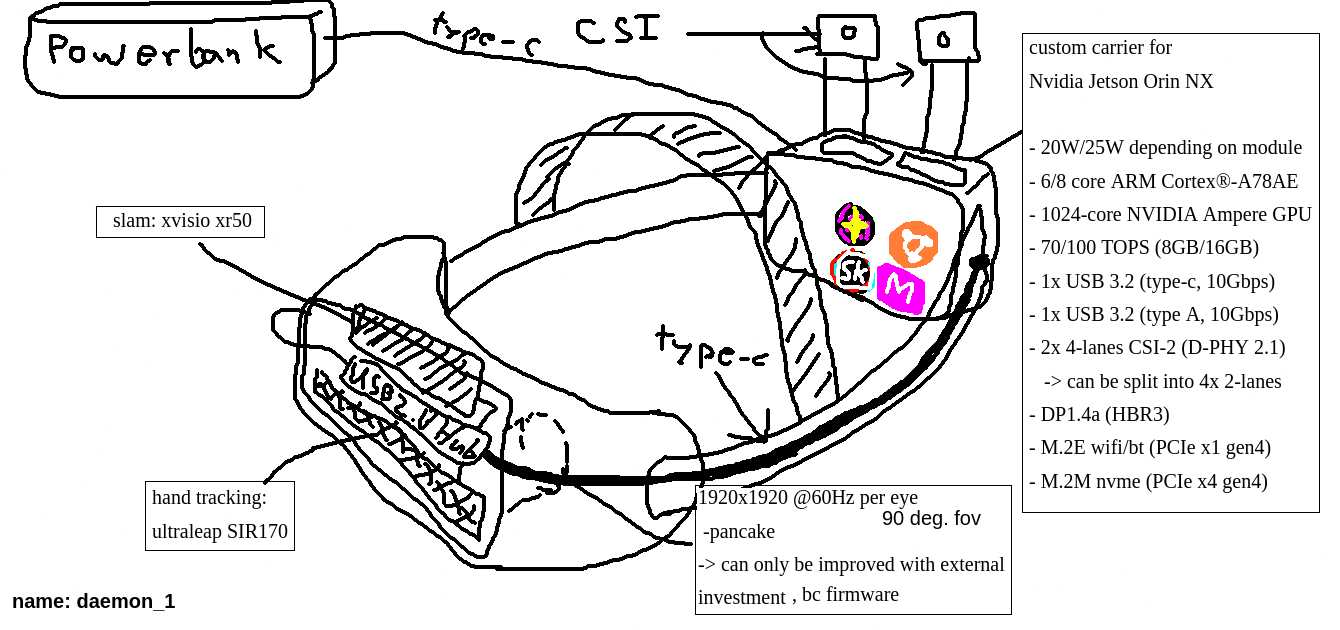 Powerbank
type-c
CSI
custom carrier for
Nvidia Jetson Orin NX
- 20W/25W depending on module
- 6/8 core ARM Cortex®-A78AE
- 1024-core NVIDIA Ampere GPU
- 70/100 TOPS (8GB/16GB)
- 1x USB 3.2 (type-c, 10Gbps)
- 1x USB 3.2 (type A, 10Gbps)
- 2x 4-lanes CSI-2 (D-PHY 2.1)
-> can be split into 4x 2-lanes
- DP1.4a (HBR3)
- M.2E wifi/bt (PCIe x1 gen4)
- M.2M nvme (PCIe x4 gen4)
slam: xvisio xr50
Sk
M
type-c
USB2.0 Hub
hand tracking:
ultraleap SIR170
1920x1920 @60Hz per eye
90 deg. fov
-pancake
-> can only be improved with external
investment , bc firmware
name: daemon_1